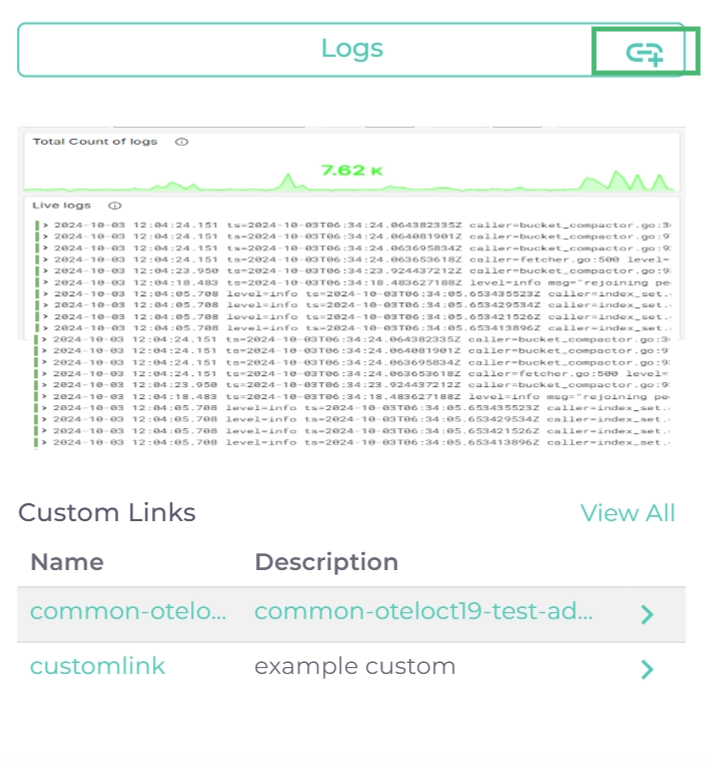 Logs
Total Count of logs
7.62 K
Live logs
> 2024-10-03 12:04:24.151 ts=2024-10-03T06:34:24.064382335Z caller=bucket_compactor.go:3
> 2024-10-03 12:04:24.151 ts=2024-10-03T06:34:24.064081901Z caller=bucket_compactor.go:9
> 2024-10-03 12:04:24.151 ts=2024-10-03T06:34:24.063695834Z caller=bucket_compactor.go:9
> 2024-10-03 12:04:24.151 ts=2024-10-03T06:34:24.063653618Z caller=fetcher.go:500 level=
> 2024-10-03 12:04:23.950 ts=2024-10-03T06:34:23.924437212Z caller=bucket_compactor.go:9
> 2024-10-03 12:04:18.483 ts=2024-10-03T06:34:18.483627188Z level=info msg="rejoining pe
> 2024-10-03 12:04:05.708 level=info ts=2024-10-03T06:34:05.653435523Z caller=index_set.
> 2024-10-03 12:04:05.708 level=info ts=2024-10-03T06:34:05.653429534Z caller=index_set.
> 2024-10-03 12:04:05.708 level=info ts=2024-10-03T06:34:05.653421526Z caller=index_set.
> 2024-10-03 12:04:05.708 level=info ts=2024-10-03T06:34:05.653413896Z caller=index_set.
> 2024-10-03 12:04:24.151 ts=2024-10-03T06:34:24.064382335Z caller=bucket_compactor.go:3
> 2024-10-03 12:04:24.151 ts=2024-10-03T06:34:24.064081901Z caller=bucket_compactor.go:9
> 2024-10-03 12:04:24.151 ts=2024-10-03T06:34:24.063695834Z caller=bucket_compactor.go:9
> 2024-10-03 12:04:24.151 ts=2024-10-03T06:34:24.063653618Z caller=fetcher.go:500 level=
> 2024-10-03 12:04:23.950 ts=2024-10-03T06:34:23.924437212Z caller=bucket_compactor.go:9
> 2024-10-03 12:04:18.483 ts=2024-10-03T06:34:18.483627188Z level=info msg="rejoining pe
> 2024-10-03 12:04:05.708 level=info ts=2024-10-03T06:34:05.653435523Z caller=index_set.
> 2024-10-03 12:04:05.708 level=info ts=2024-10-03T06:34:05.653429534Z caller=index_set.
> 2024-10-03 12:04:05.708 level=info ts=2024-10-03T06:34:05.653421526Z caller=index_set.
> 2024-10-03 12:04:05.708 level=info ts=2024-10-03T06:34:05.653413896Z caller=index_set.
Custom Links View All
Name Description
common-otelo... common-oteloct19-test-ad...
customlink example custom